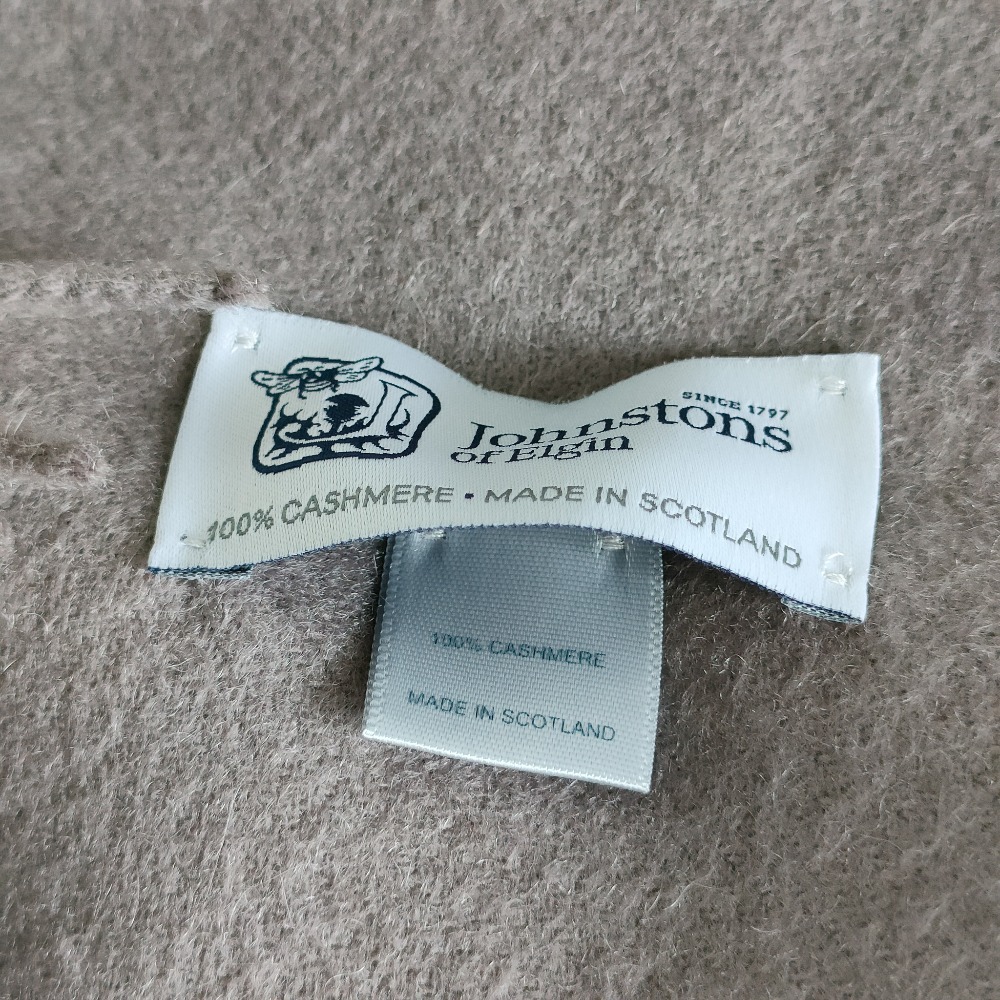 SINCE 1797
Johnstons
of Elgin
100% CASHMERE • MADE IN SCOTLAND
100% CASHMERE
MADE IN SCOTLAND